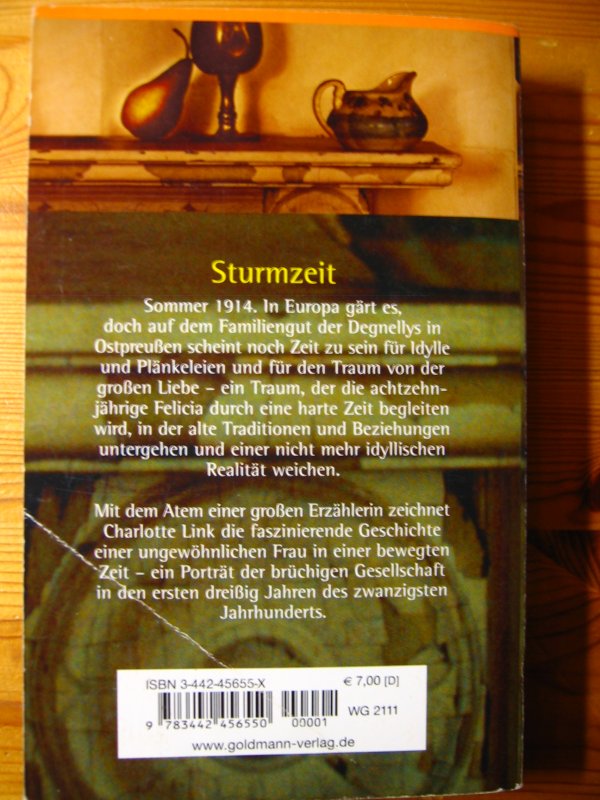 Sturmzeit
Sommer 1914. In Europa gärt es,
doch auf dem Familiengut der Degnellys in
Ostpreußen scheint noch Zeit zu sein für Idylle
und Plänkeleien und für den Traum von der
großen Liebe – ein Traum, der die achtzehn-
jährige Felicia durch eine harte Zeit begleiten
wird, in der alte Traditionen und Beziehungen
untergehen und einer nicht mehr idyllischen
Realität weichen.
Mit dem Atem einer großen Erzählerin zeichnet
Charlotte Link die faszinierende Geschichte
einer ungewöhnlichen Frau in einer bewegten
Zeit – ein Porträt der brüchigen Gesellschaft
in den ersten dreißig Jahren des zwanzigsten
Jahrhunderts.
ISBN 3-442-45655-X € 7,00 [D]
9 783442 456550 00001 WG 2111
www.goldmann-verlag.de